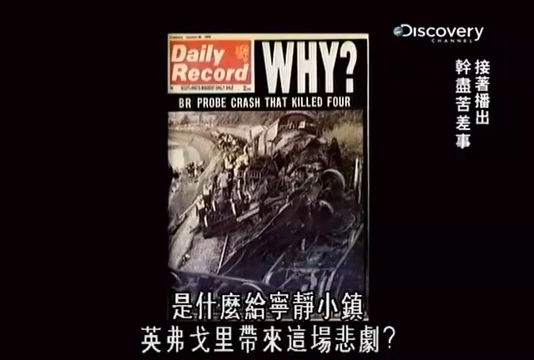 Discovery
CHANNEL
接著播出
幹盡苦差事
Daily
Record
WHY?
BR PROBE CRASH THAT KILLED FOUR
是什麼給寧靜小鎮
英弗戈里帶來這場悲劇?